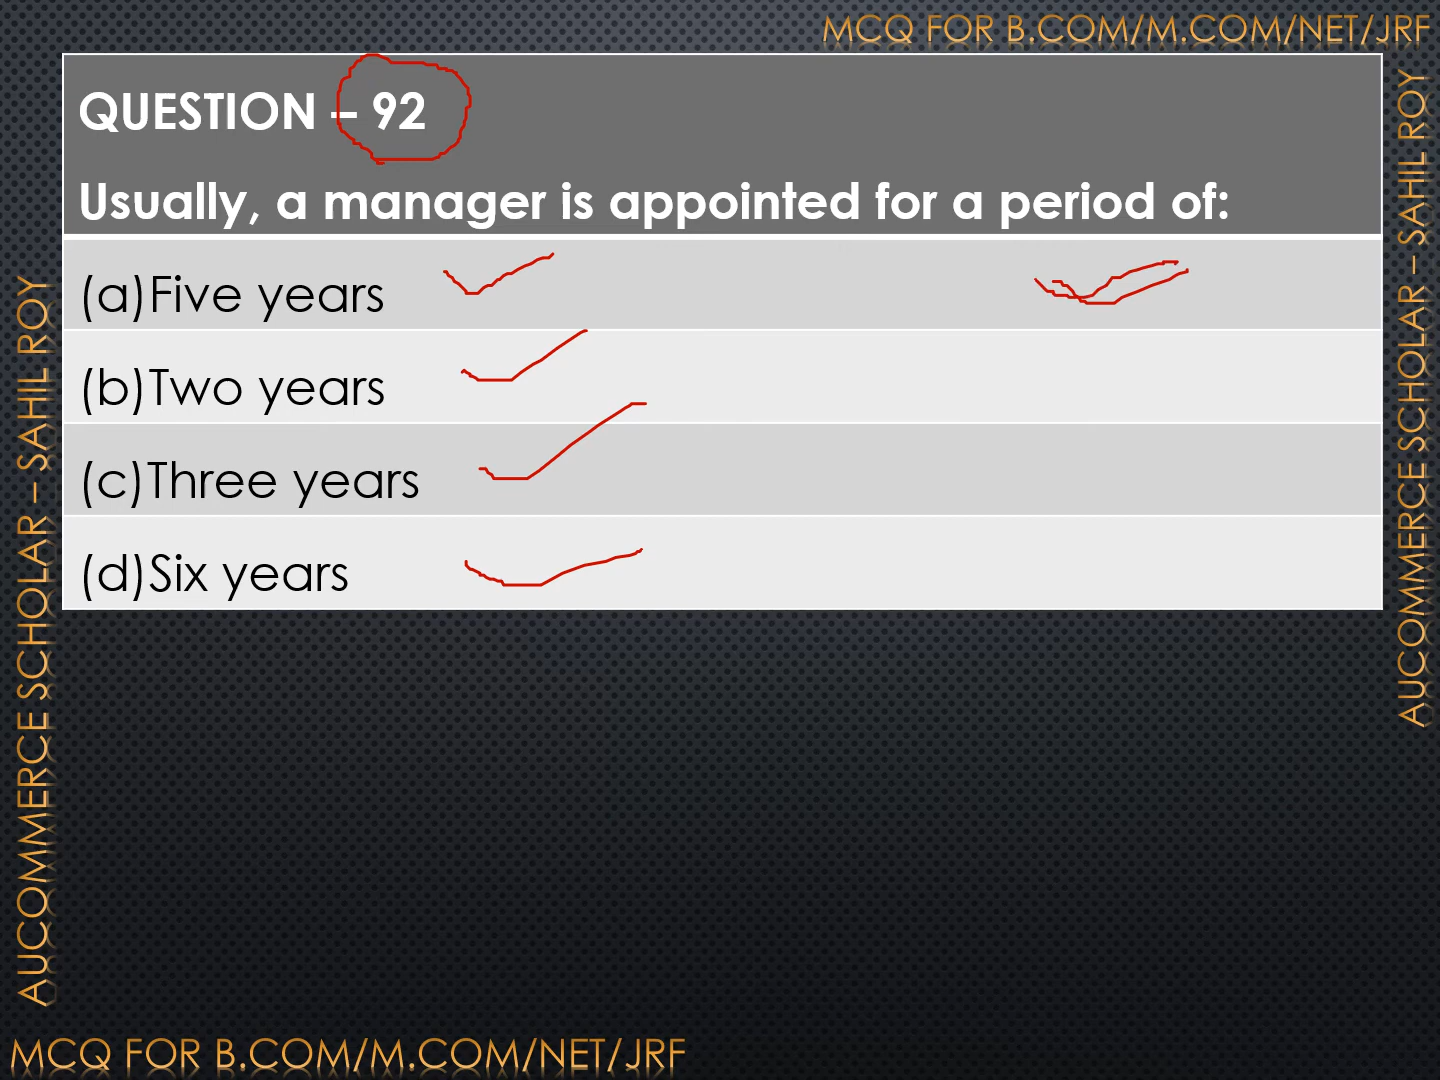 MCQ FOR B.COM/M.COM/NET/JRF
QUESTION – 92
Usually, a manager is appointed for a period of:
(a)Five years
(b)Two years
(c)Three years
(d)Six years
AUCOMMERCE SCHOLAR – SAHIL ROY
AUCOMMERCE SCHOLAR – SAHIL ROY
MCQ FOR B.COM/M.COM/NET/JRF